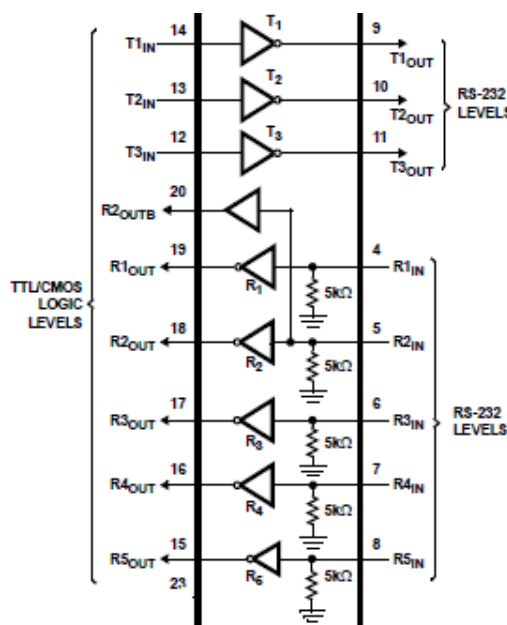 14 T1 9
T1IN T1OUT
13 T2 10
T2IN T2OUT
RS-232
LEVELS
12 T3 11
T3IN T3OUT
20
R2OUTB
19 4
R1OUT R1 5kΩ R1IN
TTL/CMOS
LOGIC
LEVELS
18 5
R2OUT R2 5kΩ R2IN
17 6
R3OUT R3 5kΩ R3IN
RS-232
LEVELS
16 7
R4OUT R4 5kΩ R4IN
15 8
R5OUT R5 5kΩ R5IN
23